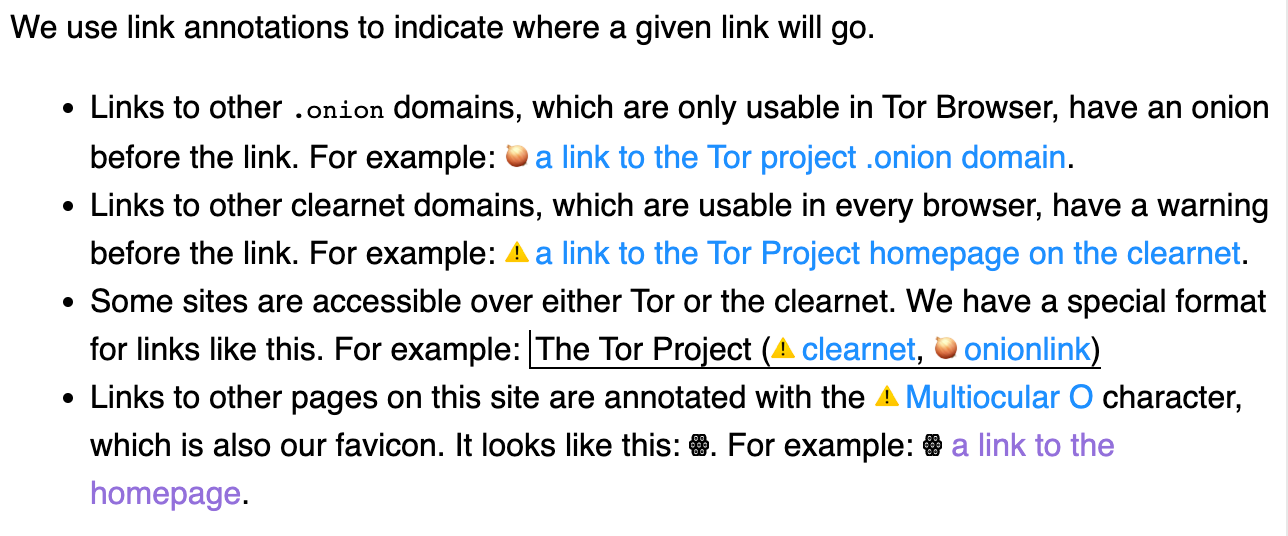 We use link annotations to indicate where a given link will go.
• Links to other .onion domains, which are only usable in Tor Browser, have an onion
before the link. For example: a link to the Tor project .onion domain.
• Links to other clearnet domains, which are usable in every browser, have a warning
before the link. For example: ⚠ a link to the Tor Project homepage on the clearnet.
• Some sites are accessible over either Tor or the clearnet. We have a special format
for links like this. For example: The Tor Project (⚠ clearnet, onionlink)
• Links to other pages on this site are annotated with the ⚠ Multiocular O character,
which is also our favicon. It looks like this: ꙮ. For example: ꙮ a link to the
homepage.